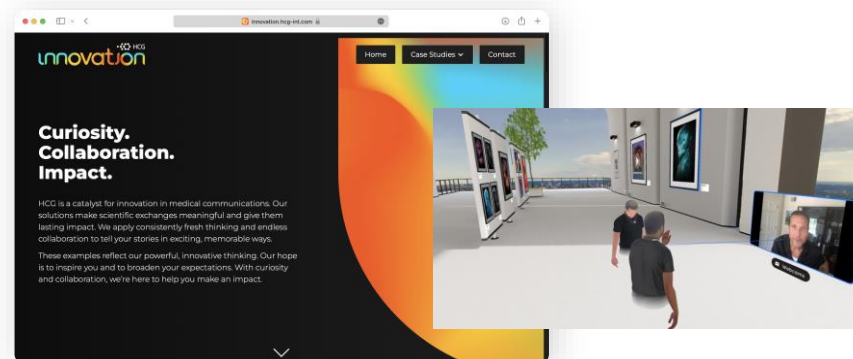 innovation.hcg-int.com
HCG
innovation
Home
Case Studies
Contact
Curiosity.
Collaboration.
Impact.
HCG is a catalyst for innovation in medical communications. Our
solutions make scientific exchanges meaningful and give them
lasting impact. We apply consistently fresh thinking and endless
collaboration to tell your stories in exciting, memorable ways.
These examples reflect our powerful, innovative thinking. Our hope
is to inspire you and to broaden your expectations. With curiosity
and collaboration, we're here to help you make an impact.